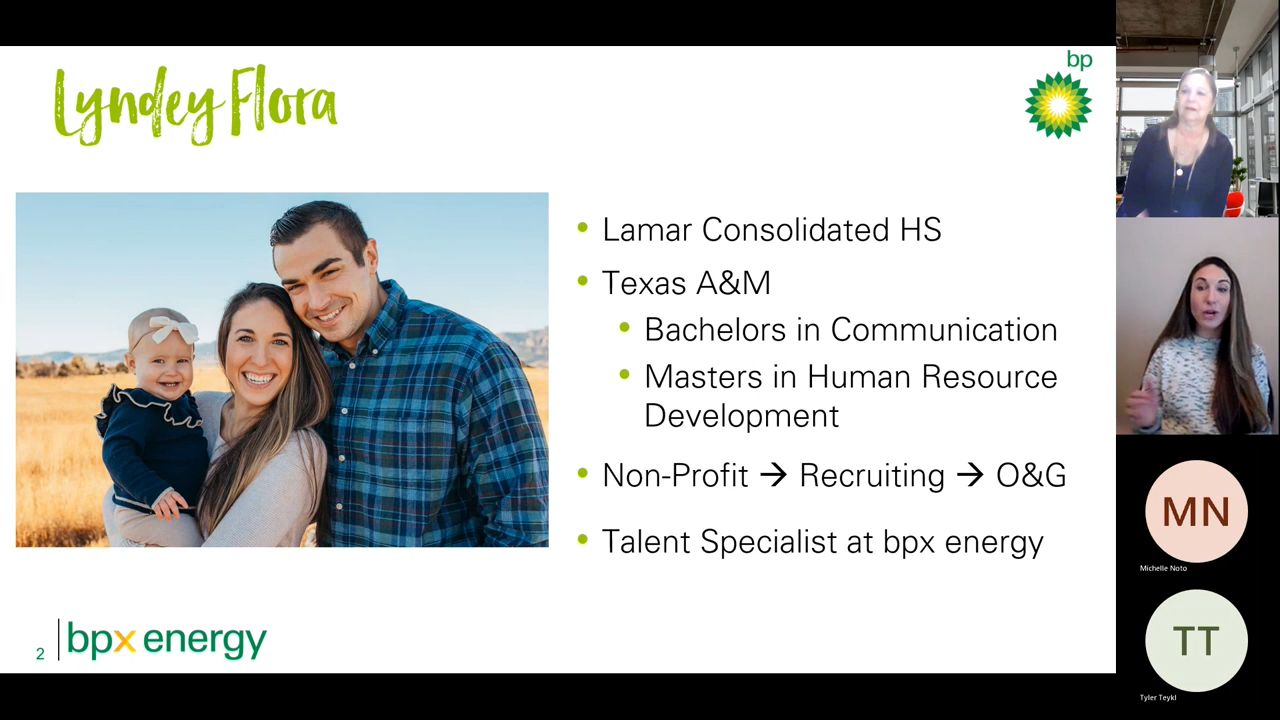 Lyndey Flora
bp
Lamar Consolidated HS
Texas A&M
Bachelors in Communication
Masters in Human Resource
Development
Non-Profit → Recruiting → O&G
Talent Specialist at bpx energy
2
bpx energy
MN
Michelle Noto
TT
Tyler Teykl